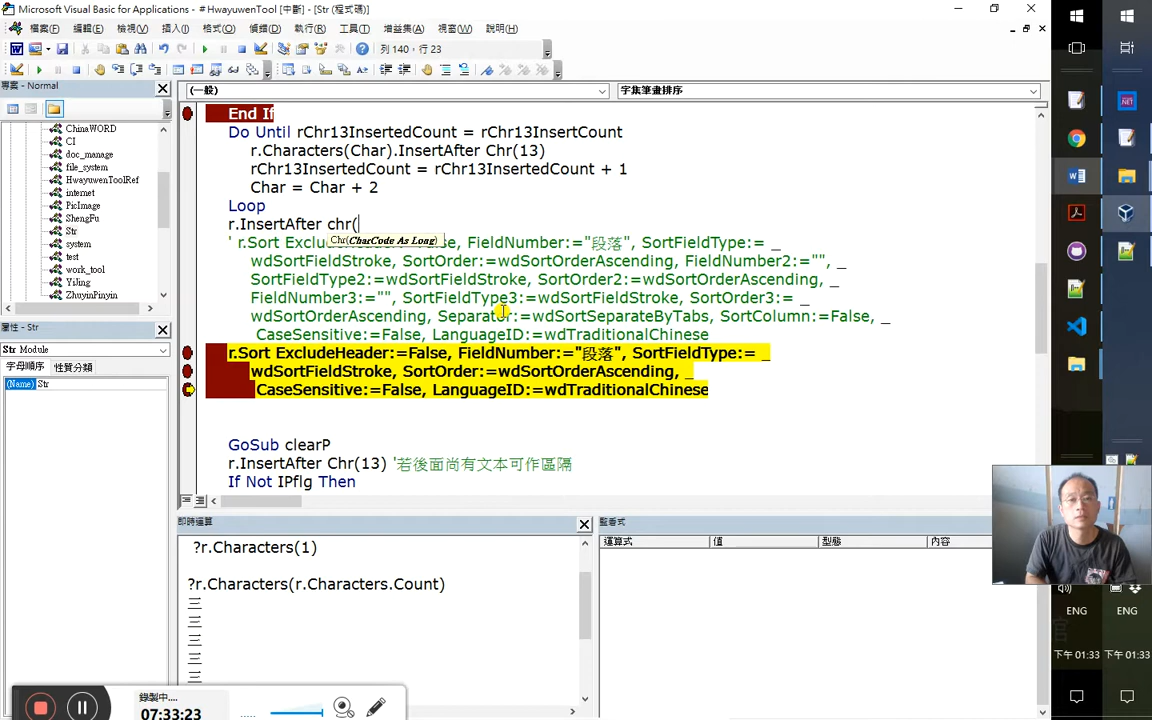 Microsoft Visual Basic for Applications - # HwayuwenTool [中斷] - [Str (程式碼)]
檔案(F) 編輯(E) 檢視(V) 插入(I) 格式(O) 偵錯(D) 執行(R) 工具(T) 增益集(A) 視窗(W) 說明(H)
列 140，行 23
專案 - Normal
ChinaWORD
CI
doc_manage
file_system
HwayuwenToolRef
internet
PicImage
ShengFu
Str
system
test
work_tool
YiJing
ZhuyinPinyin
屬性 - Str
Str Module
字母順序 性質分類
(Name) Str
(一般) 字集筆畫排序
End If
Do Until rChr13InsertedCount = rChr13InsertCount
r.Characters(Char).InsertAfter Chr(13)
rChr13InsertedCount = rChr13InsertedCount + 1
Char = Char + 2
Loop
r.InsertAfter chr(
Chr(CharCode As Long)
' r.Sort Exclu se, FieldNumber:="段落", SortFieldType:= _
wdSortFieldStroke, SortOrder:=wdSortOrderAscending, FieldNumber2:="", _
SortFieldType2:=wdSortFieldStroke, SortOrder2:=wdSortOrderAscending, _
FieldNumber3:="", SortFieldType3:=wdSortFieldStroke, SortOrder3:= _
wdSortOrderAscending, Separator:=wdSortSeparateByTabs, SortColumn:=False, _
CaseSensitive:=False, LanguageID:=wdTraditionalChinese
r.Sort ExcludeHeader:=False, FieldNumber:="段落", SortFieldType:= _
wdSortFieldStroke, SortOrder:=wdSortOrderAscending, _
CaseSensitive:=False, LanguageID:=wdTraditionalChinese
GoSub clearP
r.InsertAfter Chr(13) '若後面尚有文本可作區隔
If Not IPflg Then
即時運算
?r.Characters(1)
?r.Characters(r.Characters.Count)
三
三
三
三
三
監看式
運算式 值 型態 內容
錄製中....
07:33:23
ENG ENG
下午 01:33 下午 01:33